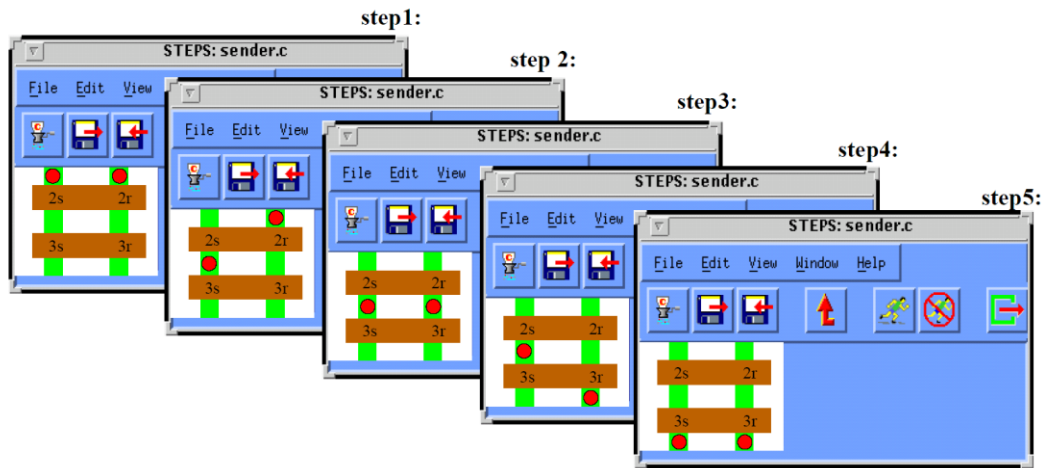 step1:
STEPS: sender.c
File Edit View
C
2s 2r
3s 3r
step 2:
STEPS: sender.c
File Edit View
C
2s 2r
3s 3r
step3:
STEPS: sender.c
File Edit View
C
2s 2r
3s 3r
step4:
STEPS: sender.c
File Edit View
C
2s 2r
3s 3r
step5:
STEPS: sender.c
File Edit View Window Help
C
2s 2r
3s 3r